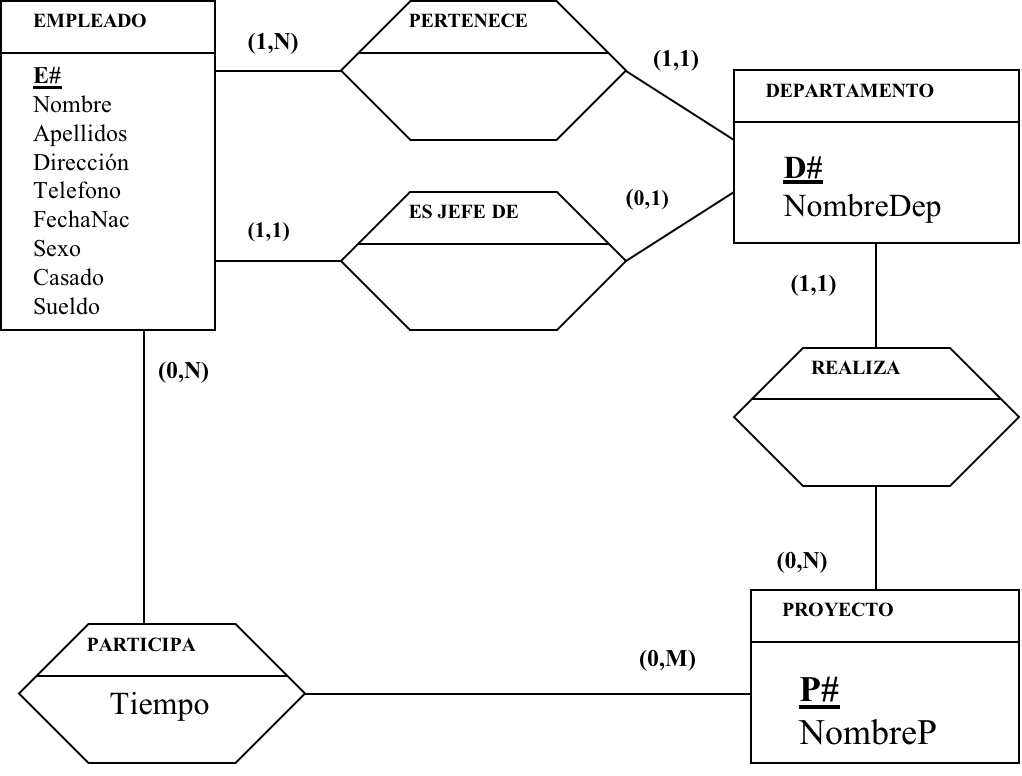 EMPLEADO
E#
Nombre
Apellidos
Dirección
Telefono
FechaNac
Sexo
Casado
Sueldo
(1,N)
PERTENECE
(1,1)
DEPARTAMENTO
D#
NombreDep
(1,1)
ES JEFE DE
(0,1)
(1,1)
REALIZA
(0,N)
PROYECTO
P#
NombreP
(0,N)
PARTICIPA
Tiempo
(0,M)